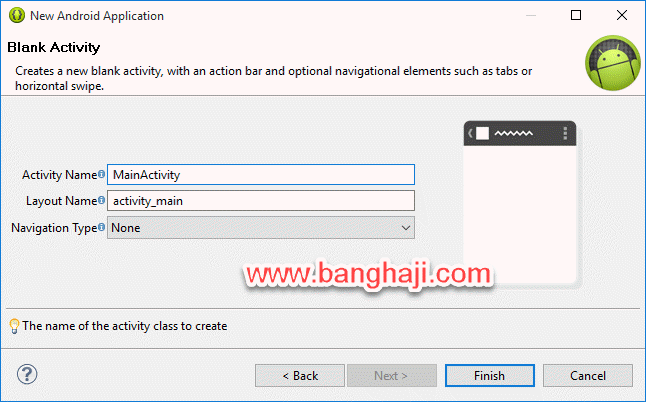 New Android Application
Blank Activity
Creates a new blank activity, with an action bar and optional navigational elements such as tabs or
horizontal swipe.
Activity Name MainActivity
Layout Name activity_main
Navigation Type None
www.banghaji.com
The name of the activity class to create
? < Back Next > Finish Cancel